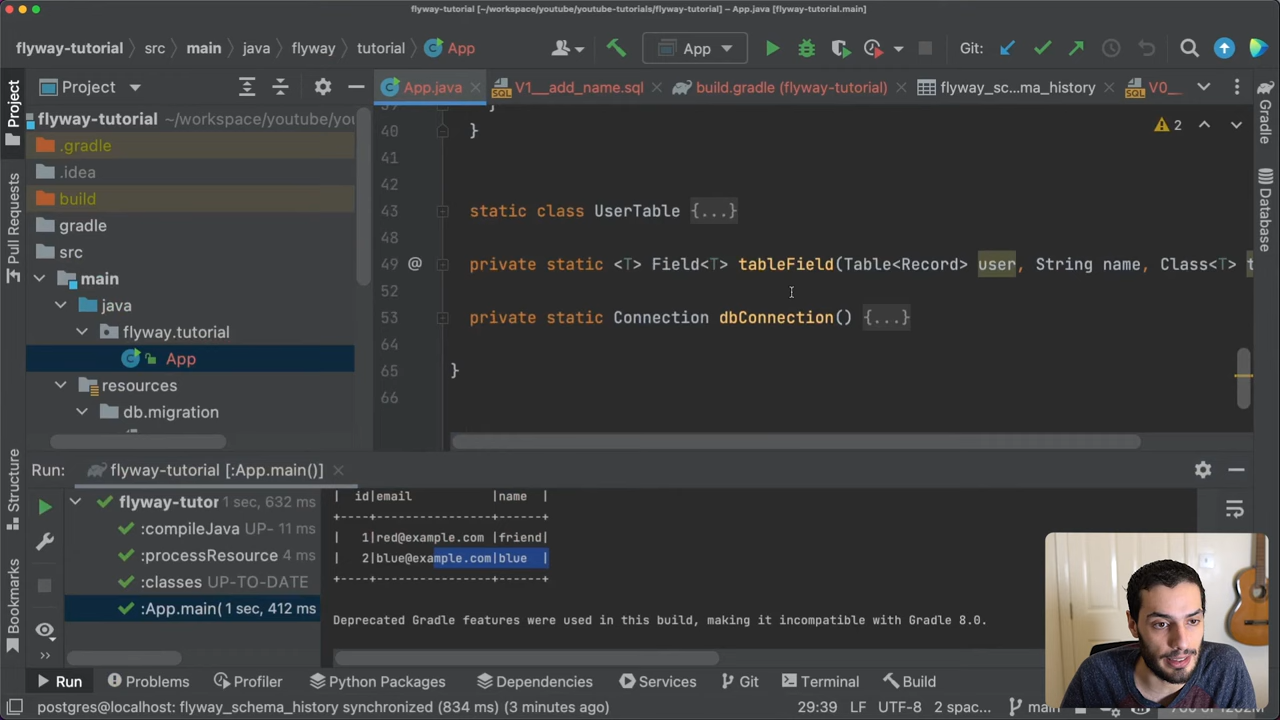 flyway-tutorial [~/workspace/youtube/youtube-tutorials/flyway-tutorial] – App.java [flyway-tutorial.main]
flyway-tutorial src main java flyway tutorial App App Git:
Project
App.java V1__add_name.sql build.gradle (flyway-tutorial) flyway_sc…ma_history V0_
flyway-tutorial ~/workspace/youtube/you
.gradle
.idea
build
gradle
src
main
java
flyway.tutorial
App
resources
db.migration
40 }
2
41
42
43 static class UserTable {...}
48
49 @ private static <T> Field<T> tableField(Table<Record> user, String name, Class<T> t
52
53 private static Connection dbConnection() {...}
64
65 }
66
Project
Pull Requests
Structure
Bookmarks
Gradle
Database
Run: flyway-tutorial [:App.main()]
flyway-tutor 1 sec, 632 ms
:compileJava UP- 11 ms
:processResource 4 ms
:classes UP-TO-DATE
:App.main( 1 sec, 412 ms
| id|email |name |
+----+----------------+------+
| 1|red@example.com |friend|
| 2|blue@example.com|blue |
+----+----------------+------+
Deprecated Gradle features were used in this build, making it incompatible with Gradle 8.0.
Run Problems Profiler Python Packages Dependencies Services Git Terminal Build
postgres@localhost: flyway_schema_history synchronized (834 ms) (3 minutes ago) 29:39 LF UTF-8 2 spac… main